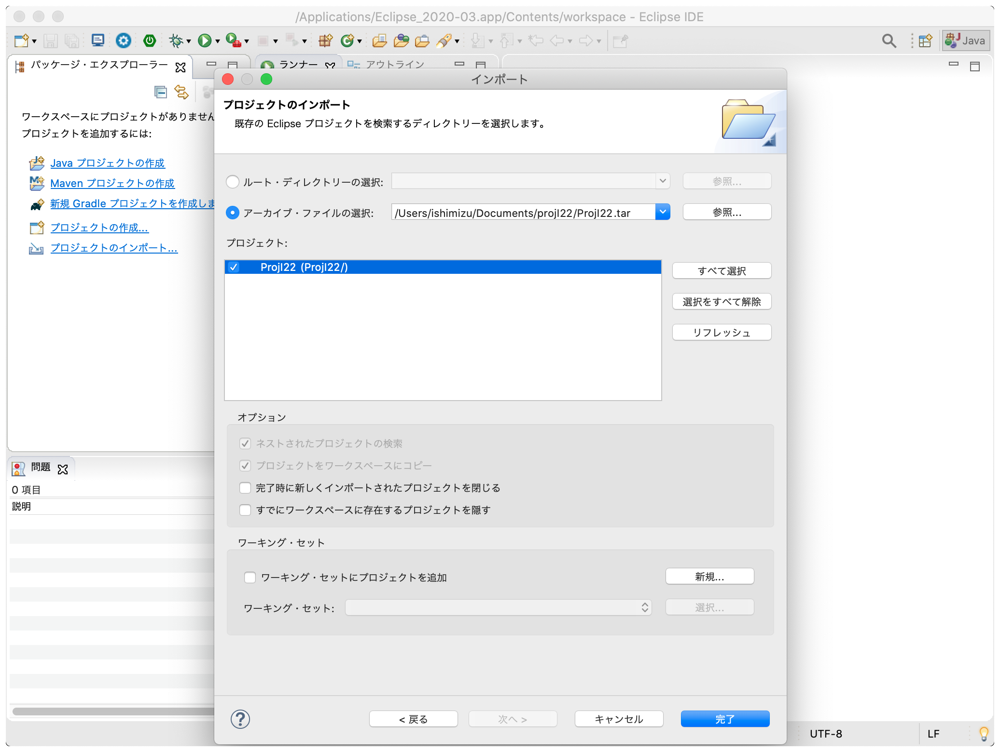 /Applications/Eclipse_2020-03.app/Contents/workspace - Eclipse IDE
Java
パッケージ・エクスプローラー
ランナー
アウトライン
インポート
プロジェクトのインポート
既存の Eclipse プロジェクトを検索するディレクトリーを選択します。
ワークスペースにプロジェクトがありません
プロジェクトを追加するには:
Java プロジェクトの作成
Maven プロジェクトの作成
新規 Gradle プロジェクトを作成しま
プロジェクトの作成...
プロジェクトのインポート...
ルート・ディレクトリーの選択:
参照...
アーカイブ・ファイルの選択:
/Users/ishimizu/Documents/projI22/ProjI22.tar
参照...
プロジェクト:
ProjI22 (ProjI22/)
すべて選択
選択をすべて解除
リフレッシュ
オプション
ネストされたプロジェクトの検索
プロジェクトをワークスペースにコピー
完了時に新しくインポートされたプロジェクトを閉じる
すでにワークスペースに存在するプロジェクトを隠す
ワーキング・セット
ワーキング・セットにプロジェクトを追加
新規...
ワーキング・セット:
選択...
問題
0 項目
説明
?
< 戻る
次へ >
キャンセル
完了
UTF-8
LF